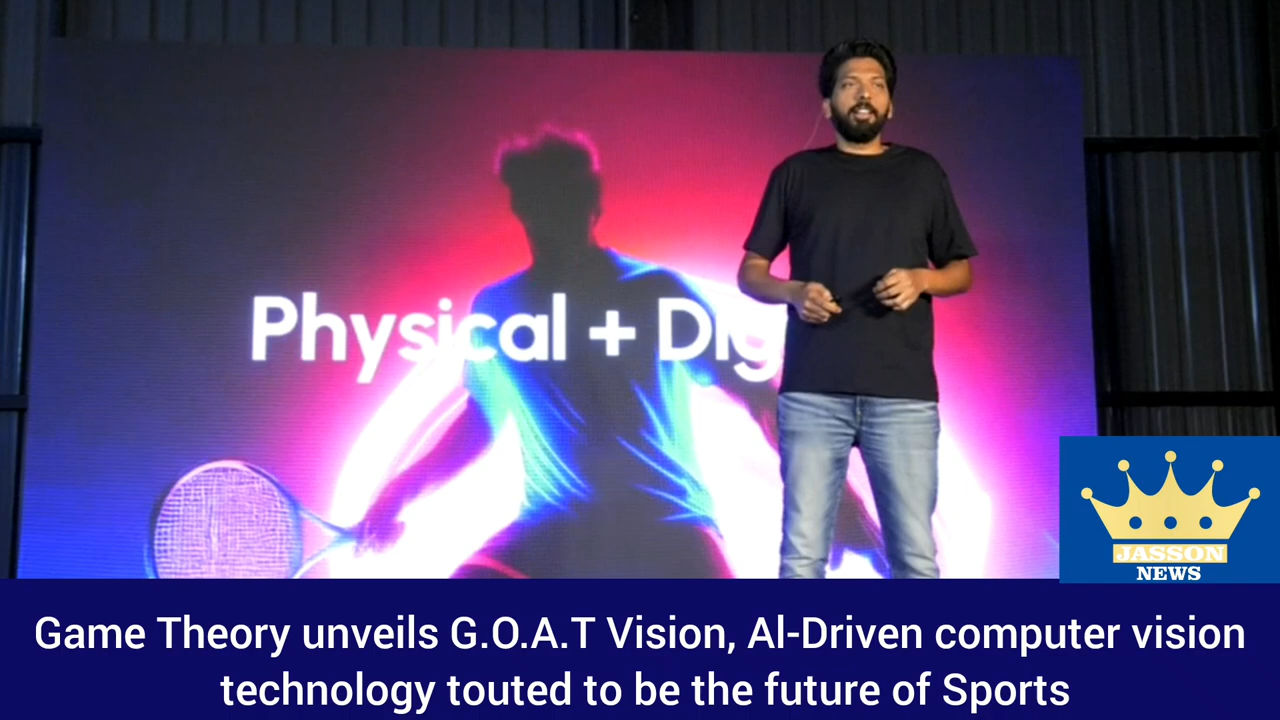 Physical + Dig
JASSON
NEWS
Game Theory unveils G.O.A.T Vision, AI-Driven computer vision
technology touted to be the future of Sports